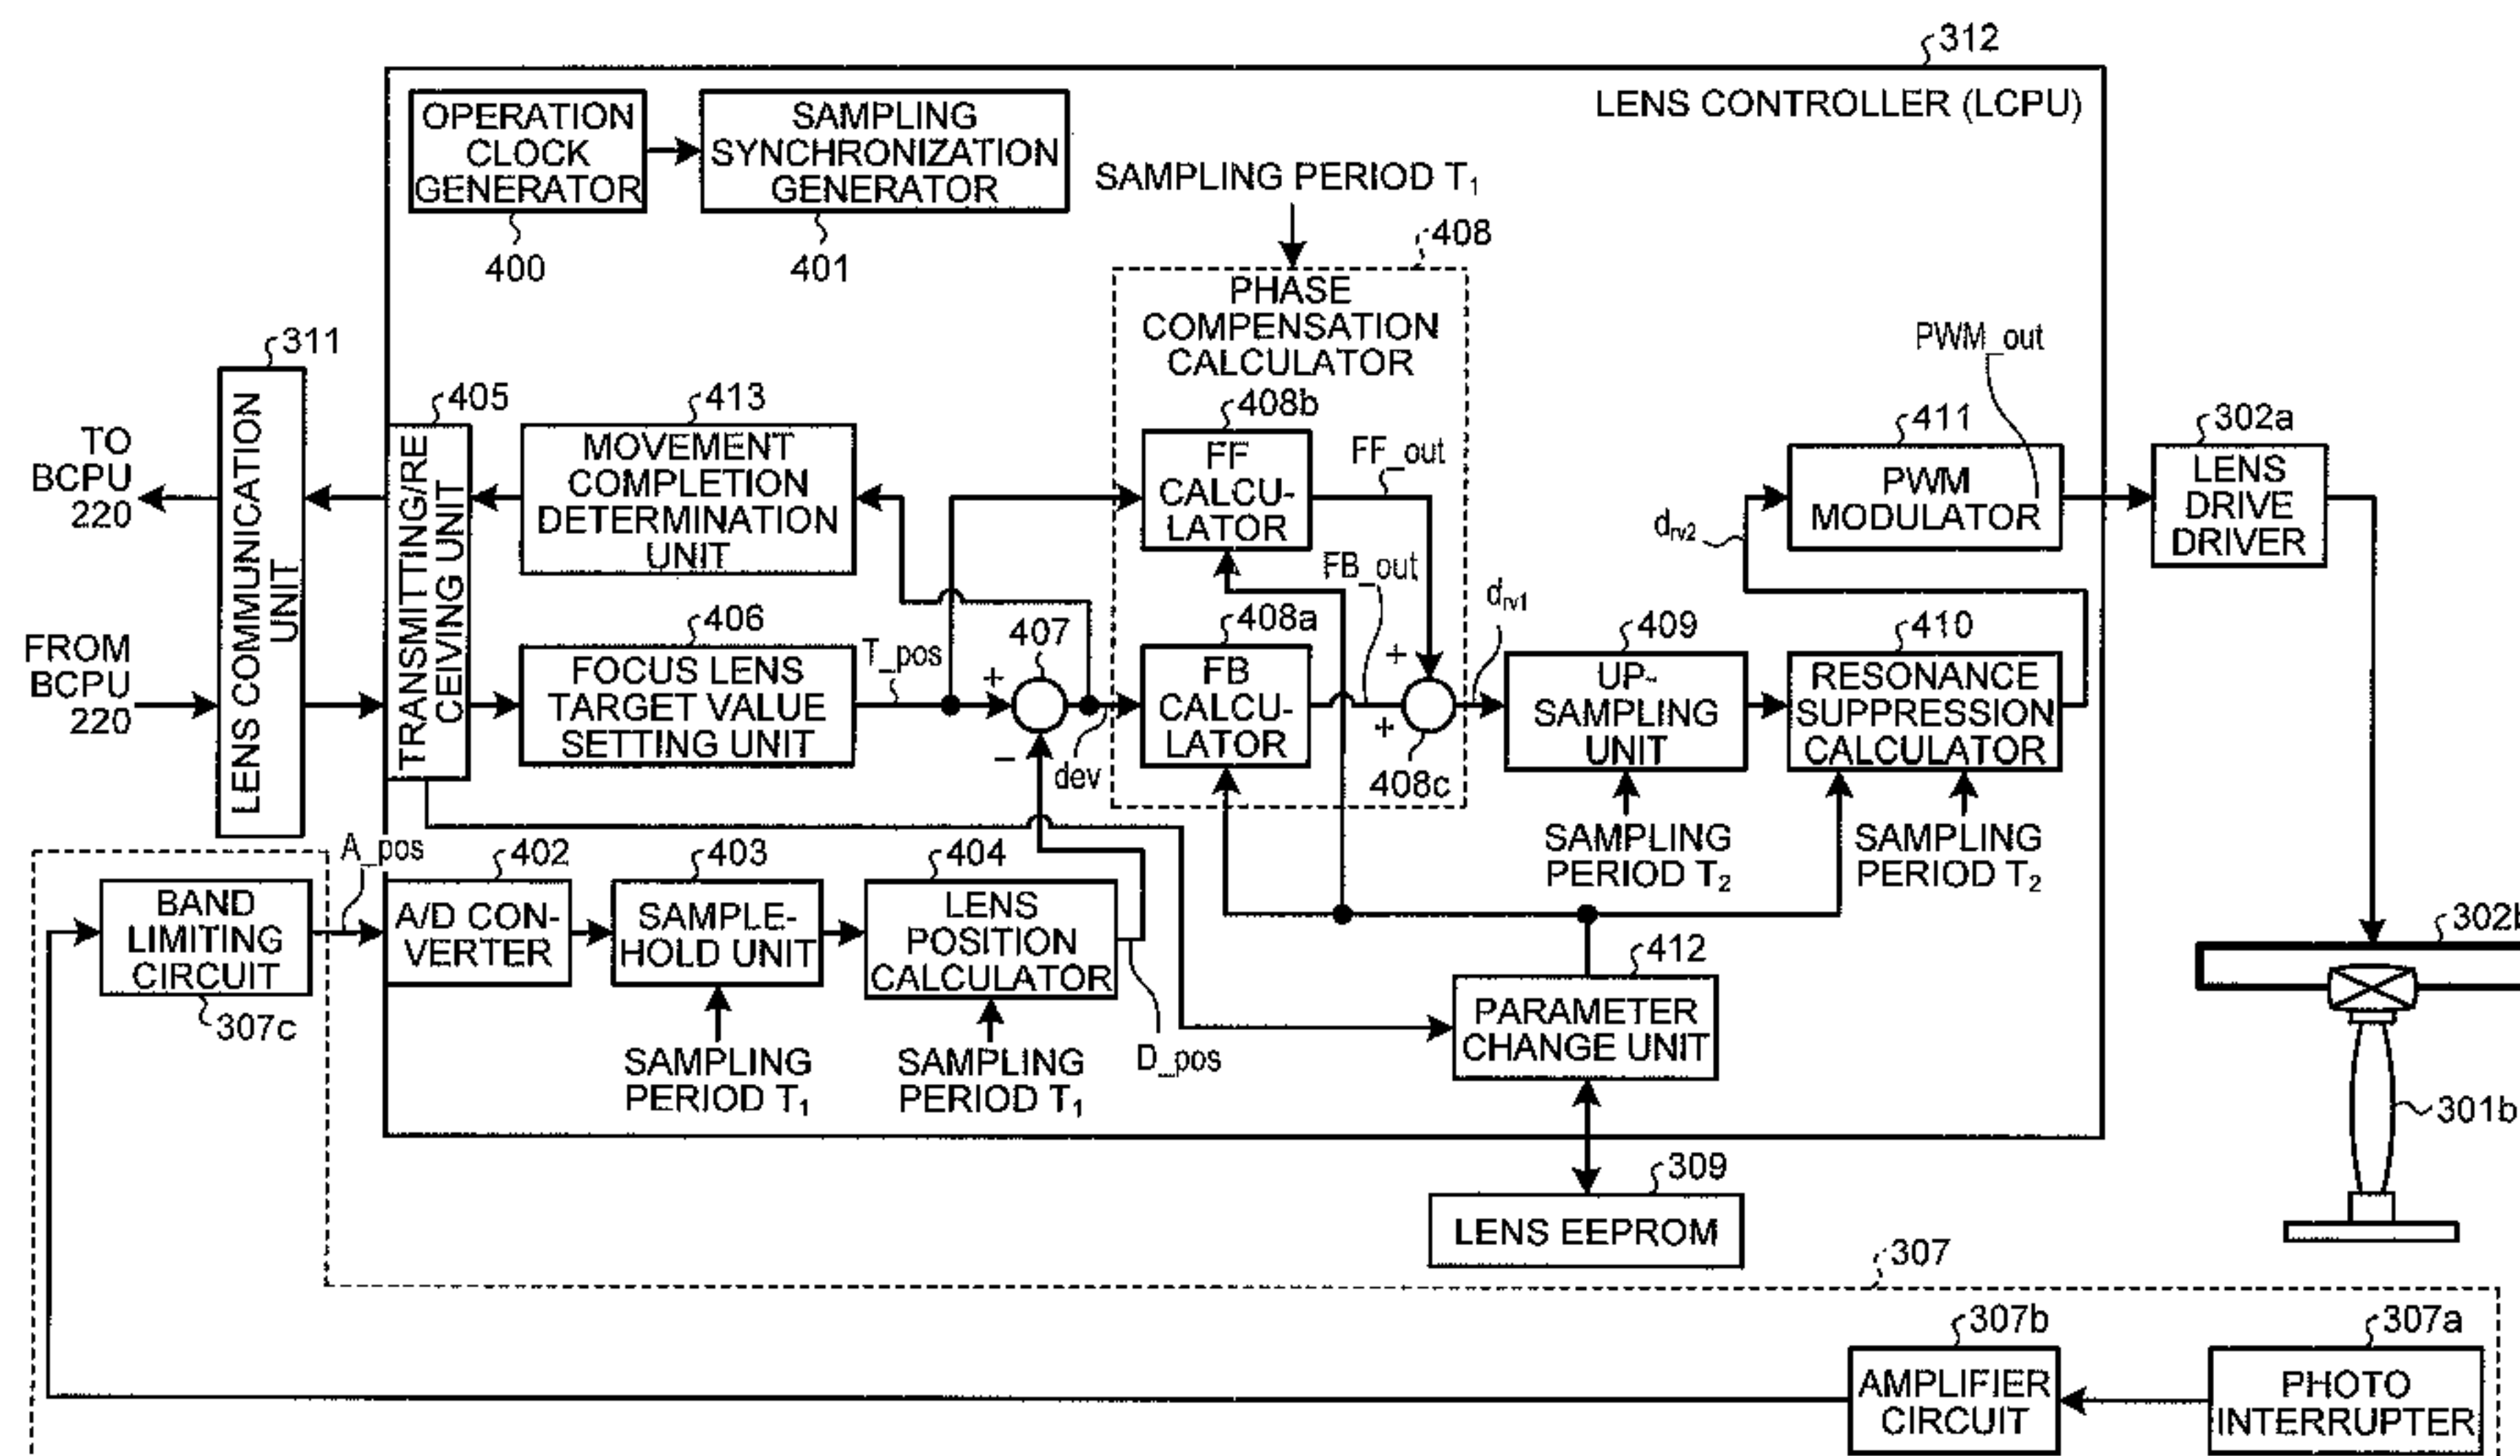 312
LENS CONTROLLER (LCPU)
OPERATION
CLOCK
GENERATOR
400
SAMPLING
SYNCHRONIZATION
GENERATOR
401
SAMPLING PERIOD T₁
408
PHASE
COMPENSATION
CALCULATOR
311
LENS COMMUNICATION
UNIT
TO
BCPU
220
FROM
BCPU
220
405
TRANSMITTING/RE
CEIVING UNIT
413
MOVEMENT
COMPLETION
DETERMINATION
UNIT
406
FOCUS LENS
TARGET VALUE
SETTING UNIT
T_pos
407
+
−
dev
408b
FF
CALCU-
LATOR
FF_out
FB_out
408a
FB
CALCU-
LATOR
+
+
408c
drv1
409
UP-
SAMPLING
UNIT
SAMPLING
PERIOD T₂
410
RESONANCE
SUPPRESSION
CALCULATOR
SAMPLING
PERIOD T₂
drv2
PWM_out
411
PWM
MODULATOR
302a
LENS
DRIVE
DRIVER
302b
301b
A_pos
BAND
LIMITING
CIRCUIT
307c
402
A/D CON-
VERTER
403
SAMPLE-
HOLD UNIT
SAMPLING
PERIOD T₁
404
LENS
POSITION
CALCULATOR
SAMPLING
PERIOD T₁
D_pos
412
PARAMETER
CHANGE UNIT
309
LENS EEPROM
307
307b
AMPLIFIER
CIRCUIT
307a
PHOTO
INTERRUPTER